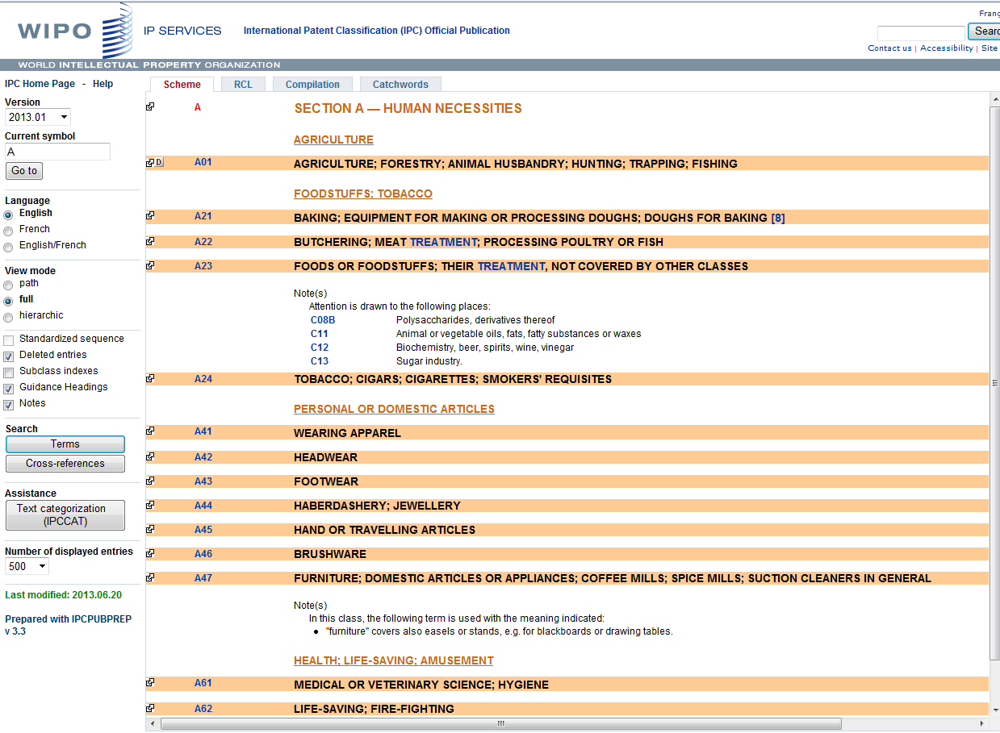 Franç
WIPO IP SERVICES International Patent Classification (IPC) Official Publication
Searc
Contact us | Accessibility | Site
WORLD INTELLECTUAL PROPERTY ORGANIZATION
IPC Home Page - Help
Version
2013.01
Current symbol
A
Go to
Language
English
French
English/French
View mode
path
full
hierarchic
Standardized sequence
Deleted entries
Subclass indexes
Guidance Headings
Notes
Search
Terms
Cross-references
Assistance
Text categorization
(IPCCAT)
Number of displayed entries
500
Last modified: 2013.06.20
Prepared with IPCPUBPREP
v 3.3
Scheme RCL Compilation Catchwords
A SECTION A — HUMAN NECESSITIES
AGRICULTURE
D A01 AGRICULTURE; FORESTRY; ANIMAL HUSBANDRY; HUNTING; TRAPPING; FISHING
FOODSTUFFS; TOBACCO
A21 BAKING; EQUIPMENT FOR MAKING OR PROCESSING DOUGHS; DOUGHS FOR BAKING [8]
A22 BUTCHERING; MEAT TREATMENT; PROCESSING POULTRY OR FISH
A23 FOODS OR FOODSTUFFS; THEIR TREATMENT, NOT COVERED BY OTHER CLASSES
Note(s)
Attention is drawn to the following places:
C08B Polysaccharides, derivatives thereof
C11 Animal or vegetable oils, fats, fatty substances or waxes
C12 Biochemistry, beer, spirits, wine, vinegar
C13 Sugar industry.
A24 TOBACCO; CIGARS; CIGARETTES; SMOKERS' REQUISITES
PERSONAL OR DOMESTIC ARTICLES
A41 WEARING APPAREL
A42 HEADWEAR
A43 FOOTWEAR
A44 HABERDASHERY; JEWELLERY
A45 HAND OR TRAVELLING ARTICLES
A46 BRUSHWARE
A47 FURNITURE; DOMESTIC ARTICLES OR APPLIANCES; COFFEE MILLS; SPICE MILLS; SUCTION CLEANERS IN GENERAL
Note(s)
In this class, the following term is used with the meaning indicated:
• "furniture" covers also easels or stands, e.g. for blackboards or drawing tables.
HEALTH; LIFE-SAVING; AMUSEMENT
A61 MEDICAL OR VETERINARY SCIENCE; HYGIENE
A62 LIFE-SAVING; FIRE-FIGHTING